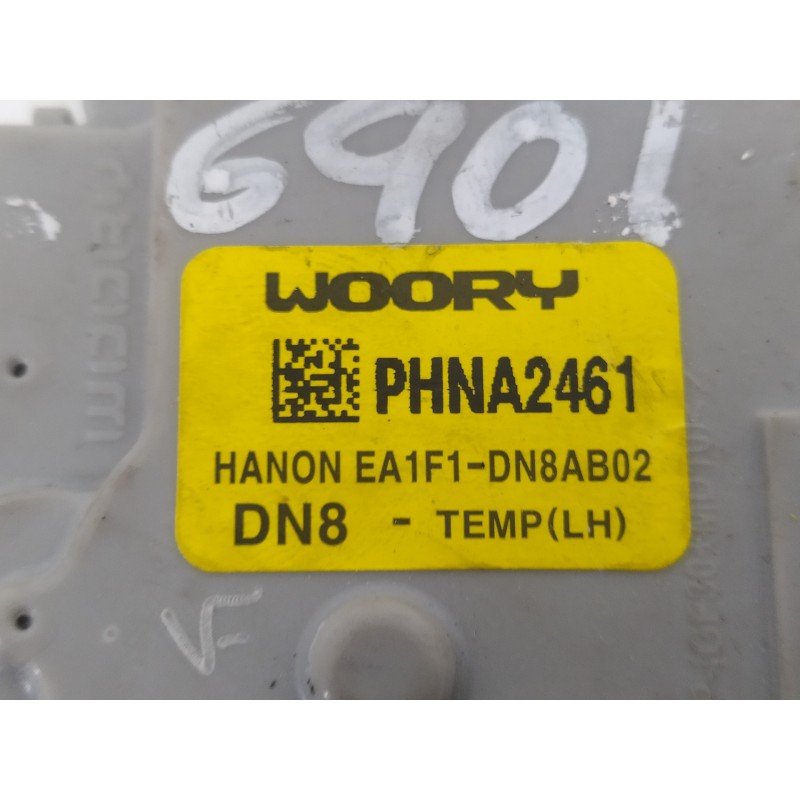 6901
WOORY
PHNA2461
HANON EA1F1-DN8AB02
DN8 - TEMP(LH)